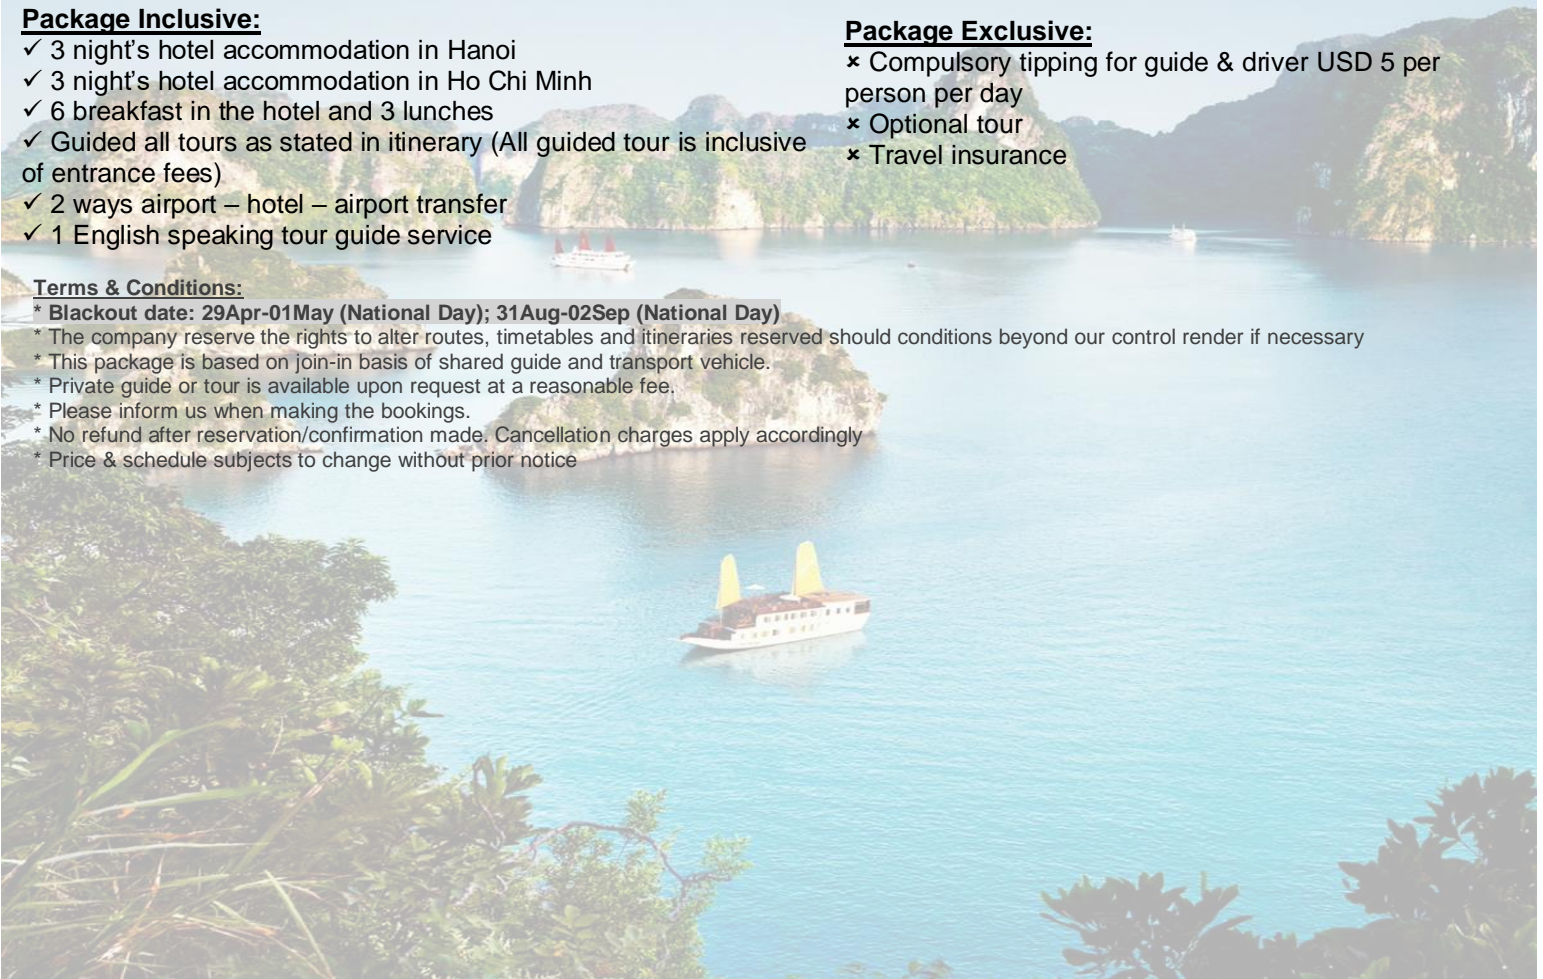 Package Inclusive:
✓ 3 night’s hotel accommodation in Hanoi
✓ 3 night’s hotel accommodation in Ho Chi Minh
✓ 6 breakfast in the hotel and 3 lunches
✓ Guided all tours as stated in itinerary (All guided tour is inclusive
of entrance fees)
✓ 2 ways airport – hotel – airport transfer
✓ 1 English speaking tour guide service
Package Exclusive:
× Compulsory tipping for guide & driver USD 5 per
person per day
× Optional tour
× Travel insurance
Terms & Conditions:
* Blackout date: 29Apr-01May (National Day); 31Aug-02Sep (National Day)
* The company reserve the rights to alter routes, timetables and itineraries reserved should conditions beyond our control render if necessary
* This package is based on join-in basis of shared guide and transport vehicle.
* Private guide or tour is available upon request at a reasonable fee.
* Please inform us when making the bookings.
* No refund after reservation/confirmation made. Cancellation charges apply accordingly
* Price & schedule subjects to change without prior notice